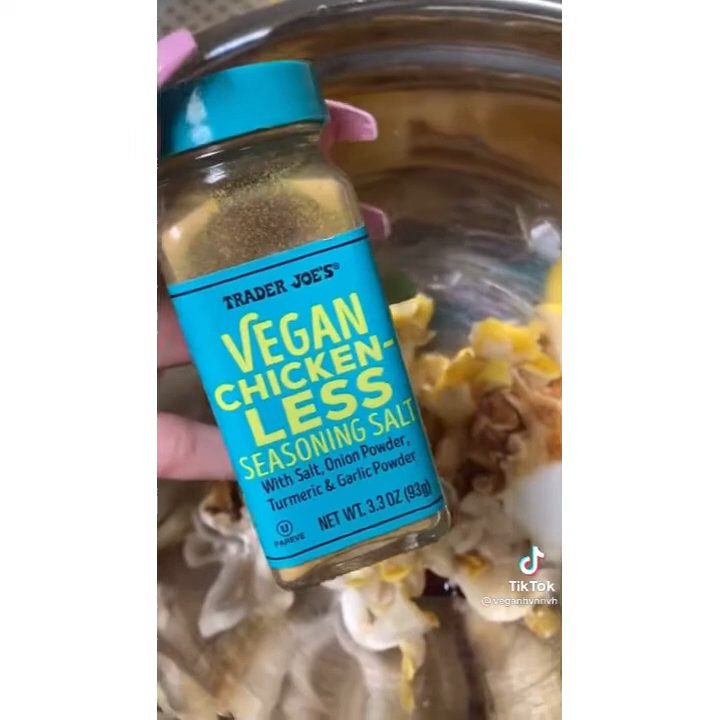 TRADER JOE'S®
VEGAN
CHICKEN-
LESS
SEASONING SALT
With Salt, Onion Powder,
Turmeric & Garlic Powder
U
PAREVE
NET WT. 3.3 OZ (93g)
TikTok